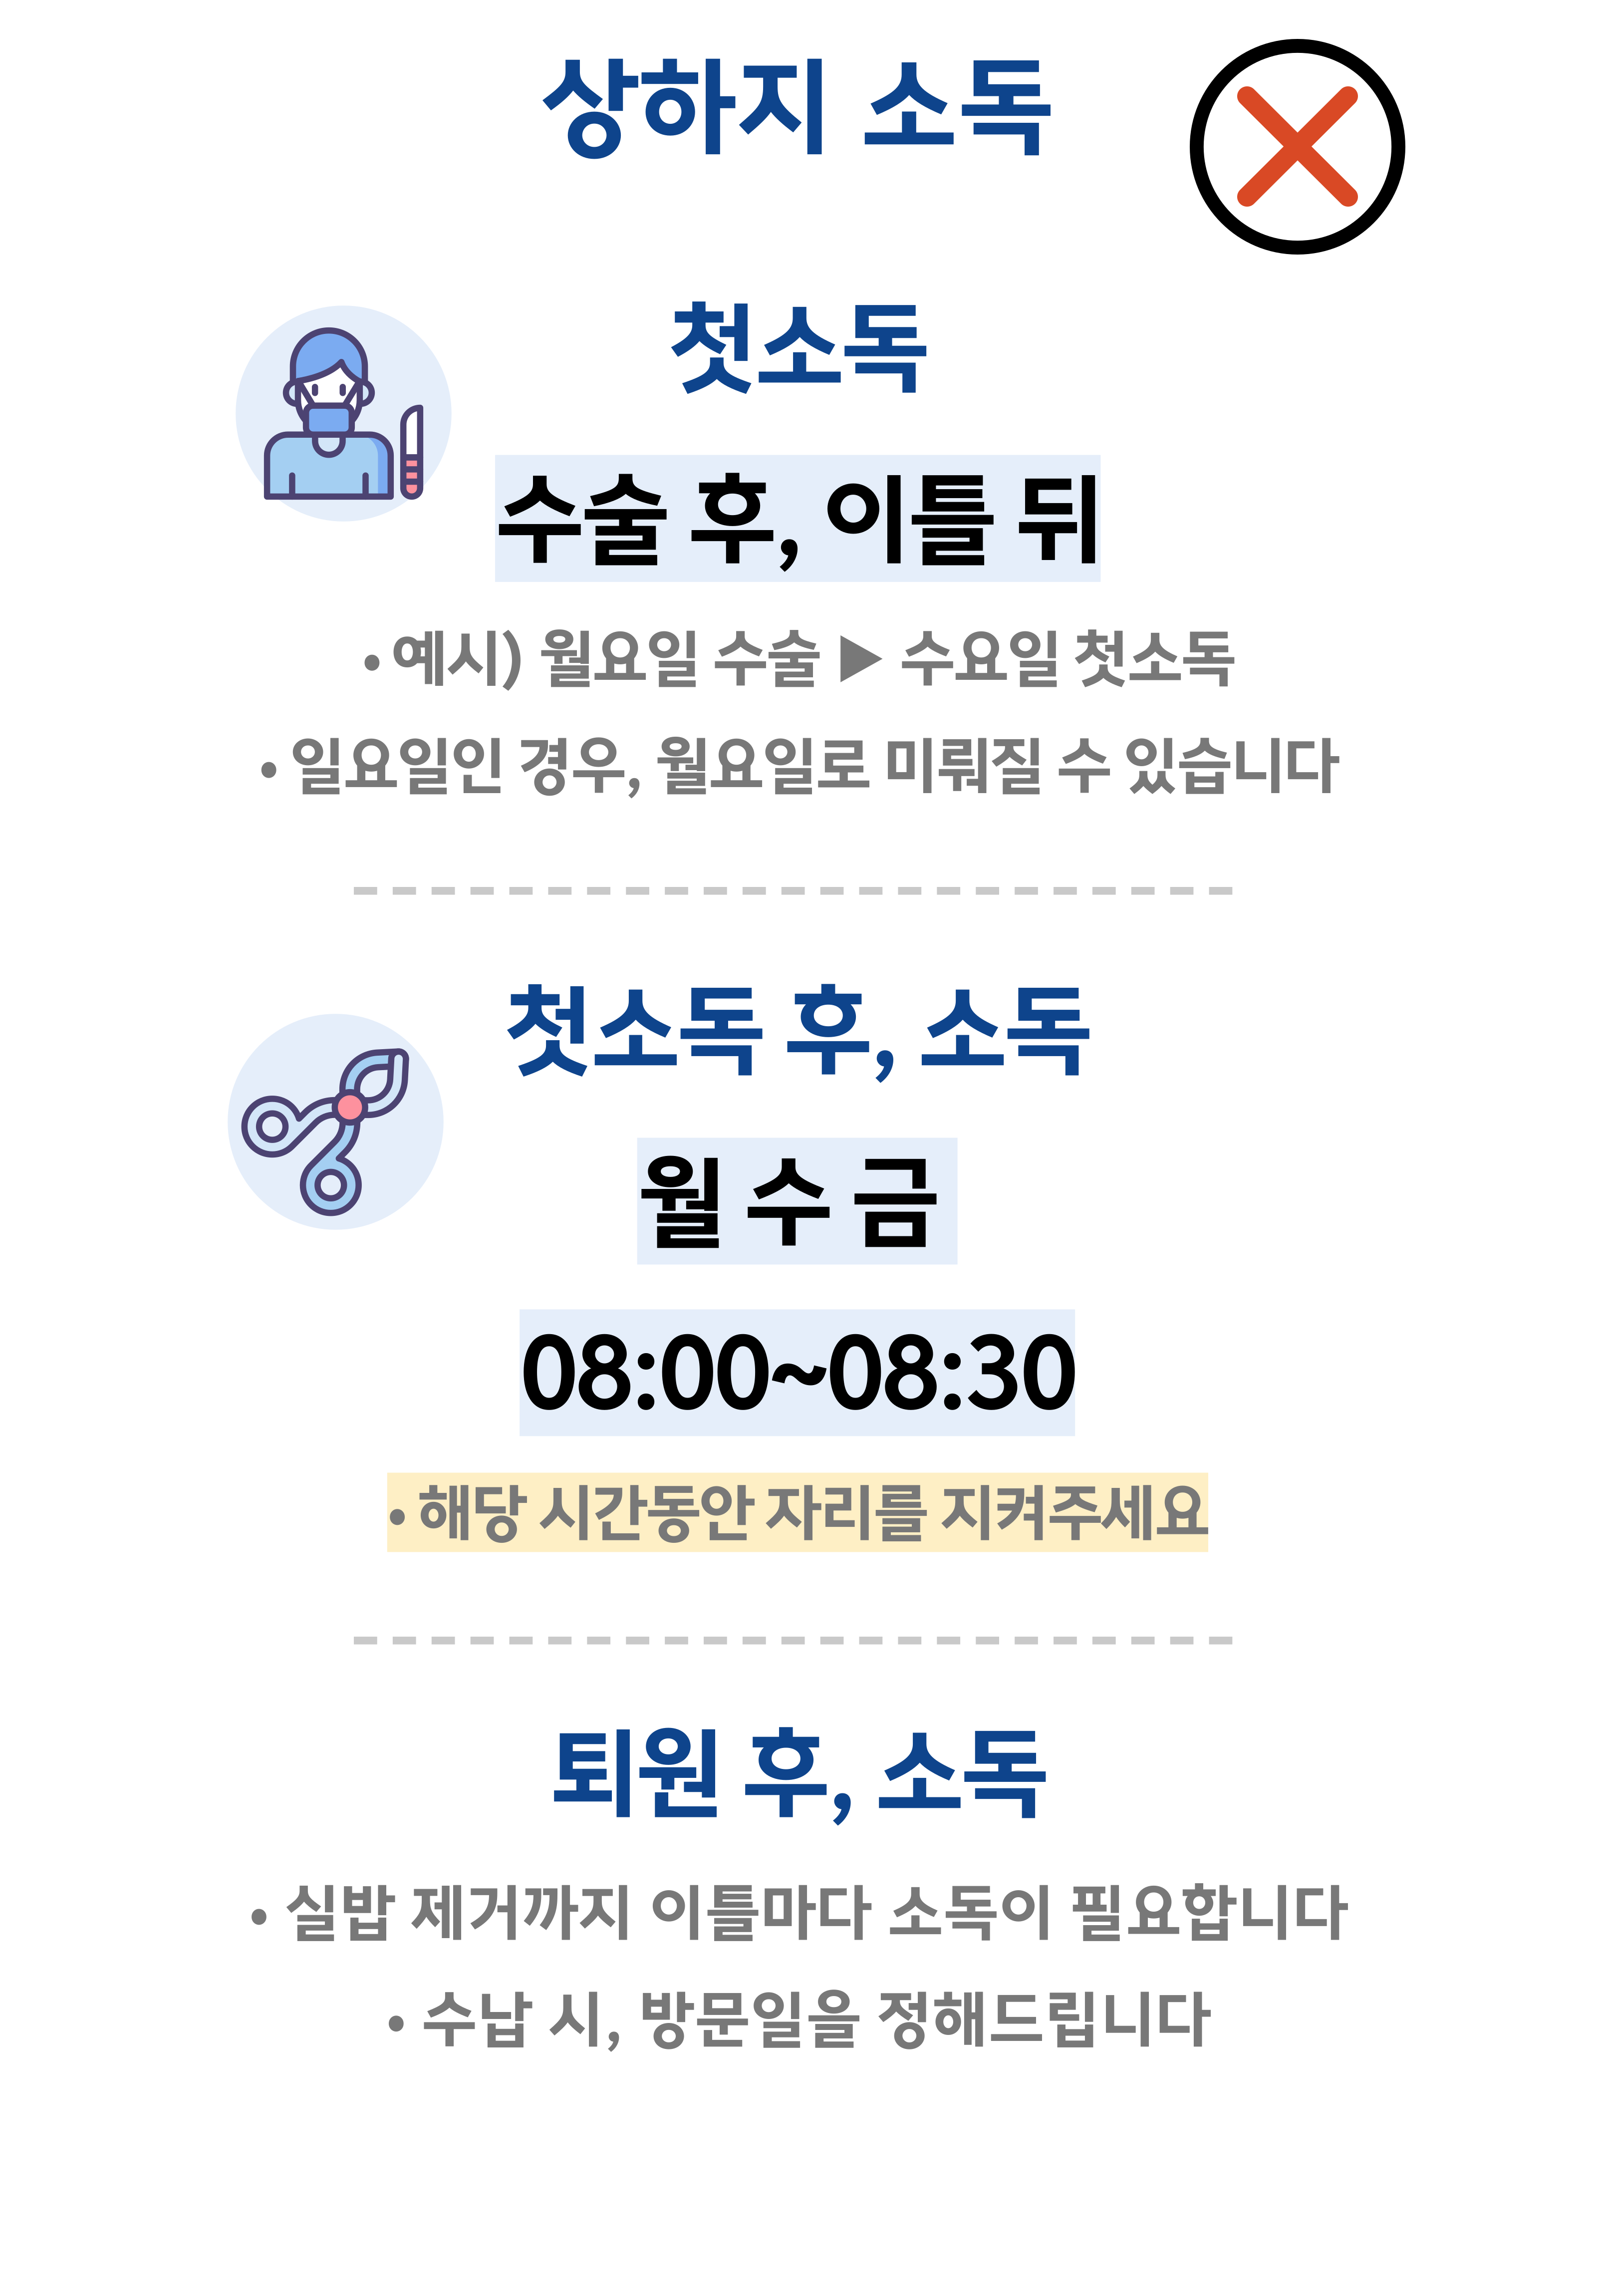 상하지 소독
첫소독
수술 후, 이틀 뒤
• 예시) 월요일 수술 ▶ 수요일 첫소독
• 일요일인 경우, 월요일로 미뤄질 수 있습니다
첫소독 후, 소독
월 수 금
08:00~08:30
• 해당 시간동안 자리를 지켜주세요
퇴원 후, 소독
• 실밥 제거까지 이틀마다 소독이 필요합니다
• 수납 시, 방문일을 정해드립니다